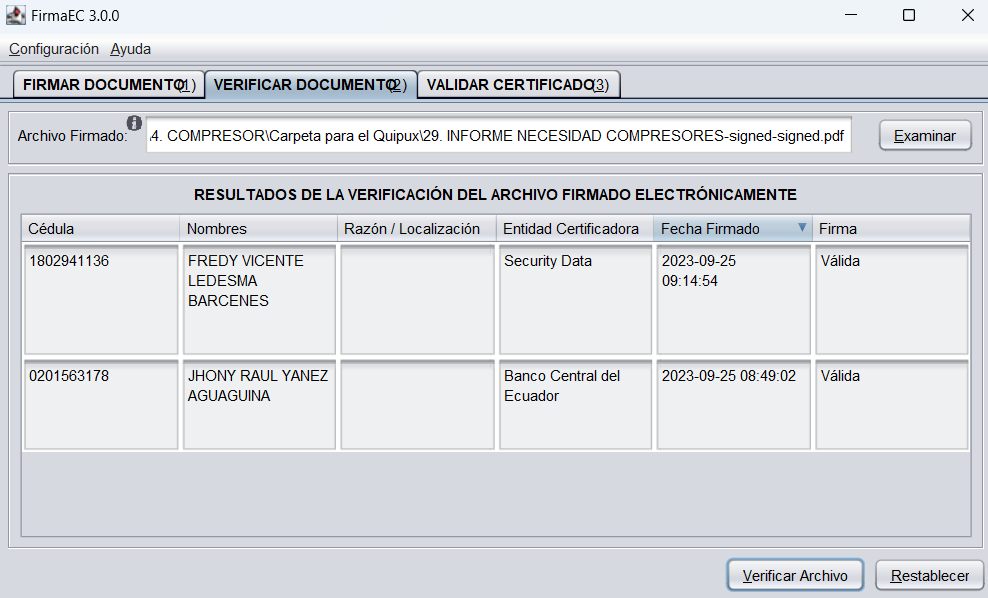 FirmaEC 3.0.0
Configuración Ayuda
FIRMAR DOCUMENTO(1) VERIFICAR DOCUMENTO(2) VALIDAR CERTIFICADO(3)
Archivo Firmado: 4. COMPRESOR\Carpeta para el Quipux\29. INFORME NECESIDAD COMPRESORES-signed-signed.pdf Examinar
RESULTADOS DE LA VERIFICACIÓN DEL ARCHIVO FIRMADO ELECTRÓNICAMENTE
Cédula Nombres Razón / Localización Entidad Certificadora Fecha Firmado Firma
1802941136 FREDY VICENTE Security Data 2023-09-25 Válida
LEDESMA 09:14:54
BARCENES
0201563178 JHONY RAUL YANEZ Banco Central del 2023-09-25 08:49:02 Válida
AGUAGUINA Ecuador
Verificar Archivo Restablecer